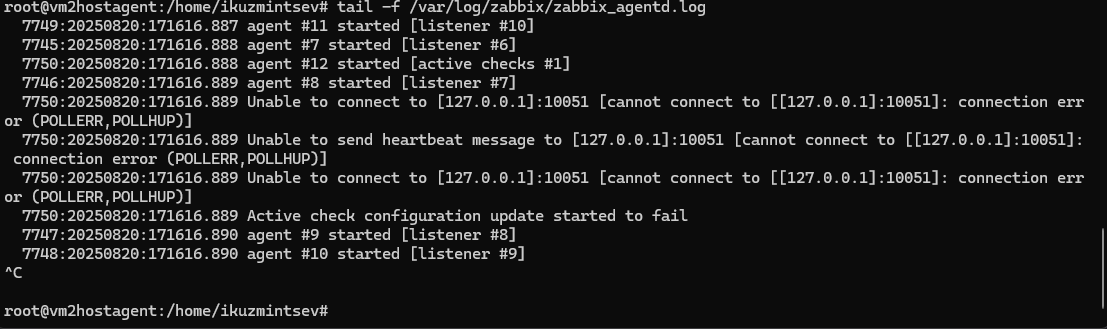 root@vm2hostagent:/home/ikuzmintsev# tail -f /var/log/zabbix/zabbix_agentd.log
  7749:20250820:171616.887 agent #11 started [listener #10]
  7745:20250820:171616.888 agent #7 started [listener #6]
  7750:20250820:171616.888 agent #12 started [active checks #1]
  7746:20250820:171616.889 agent #8 started [listener #7]
  7750:20250820:171616.889 Unable to connect to [127.0.0.1]:10051 [cannot connect to [[127.0.0.1]:10051]: connection err
or (POLLERR,POLLHUP)]
  7750:20250820:171616.889 Unable to send heartbeat message to [127.0.0.1]:10051 [cannot connect to [[127.0.0.1]:10051]:
 connection error (POLLERR,POLLHUP)]
  7750:20250820:171616.889 Unable to connect to [127.0.0.1]:10051 [cannot connect to [[127.0.0.1]:10051]: connection err
or (POLLERR,POLLHUP)]
  7750:20250820:171616.889 Active check configuration update started to fail
  7747:20250820:171616.890 agent #9 started [listener #8]
  7748:20250820:171616.890 agent #10 started [listener #9]
^C
root@vm2hostagent:/home/ikuzmintsev#